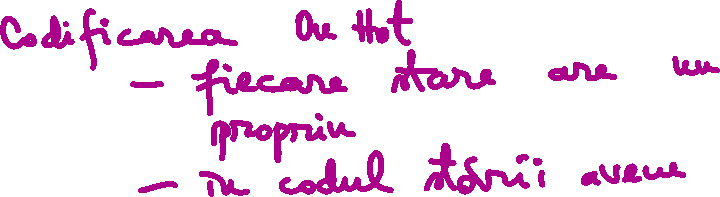 Codificarea One Hot
- fiecare stare are un
propriu
- în codul stării avem